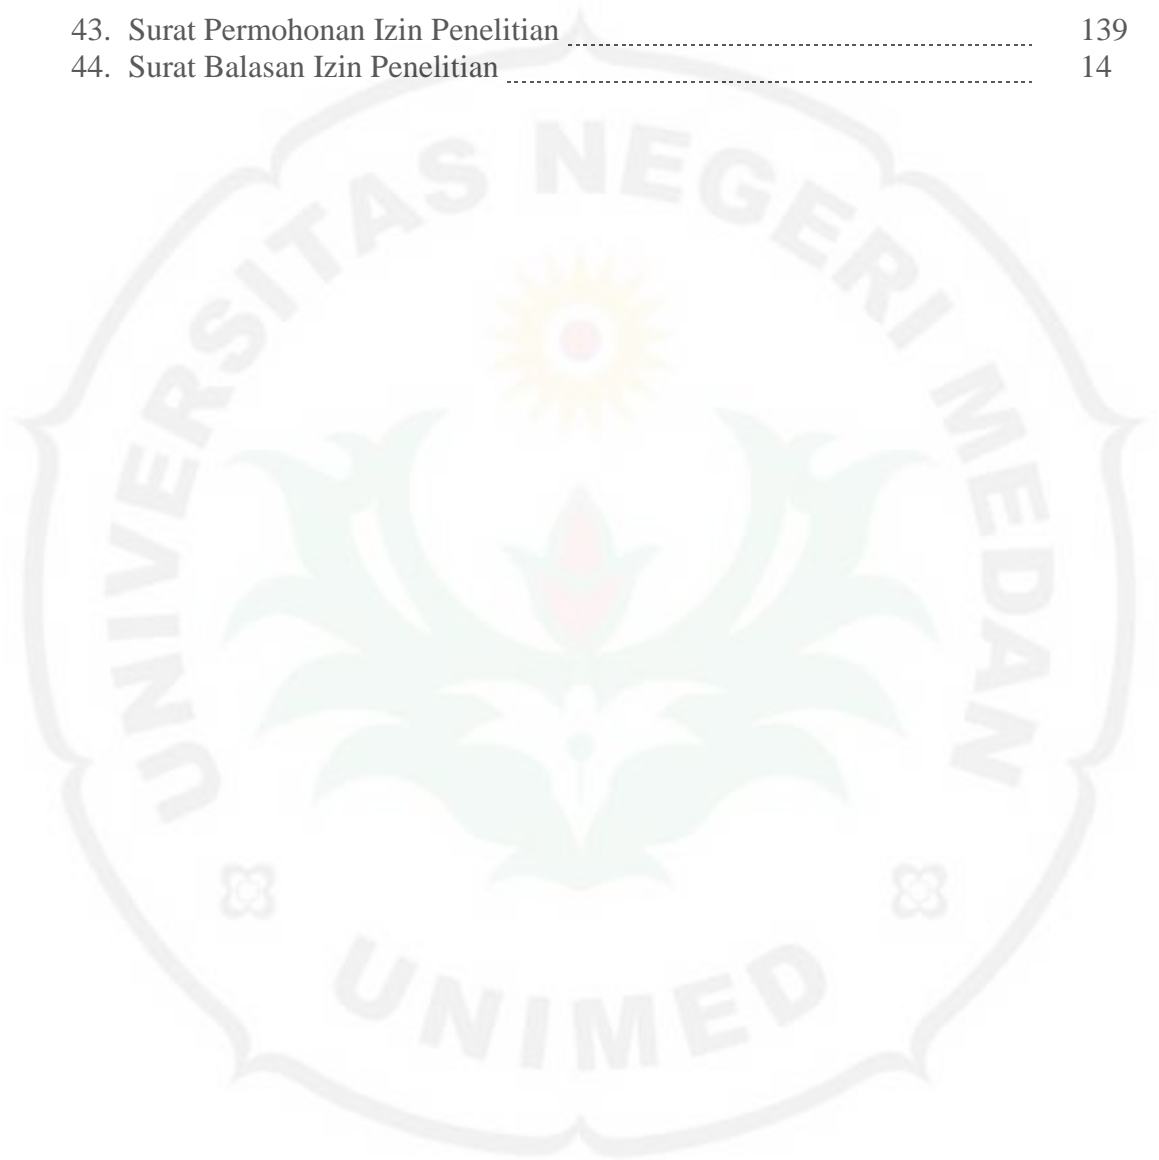 43. Surat Permohonan Izin Penelitian ........................................ 139
44. Surat Balasan Izin Penelitian ........................................ 14
UNIVERSITAS NEGERI MEDAN
UNIMED